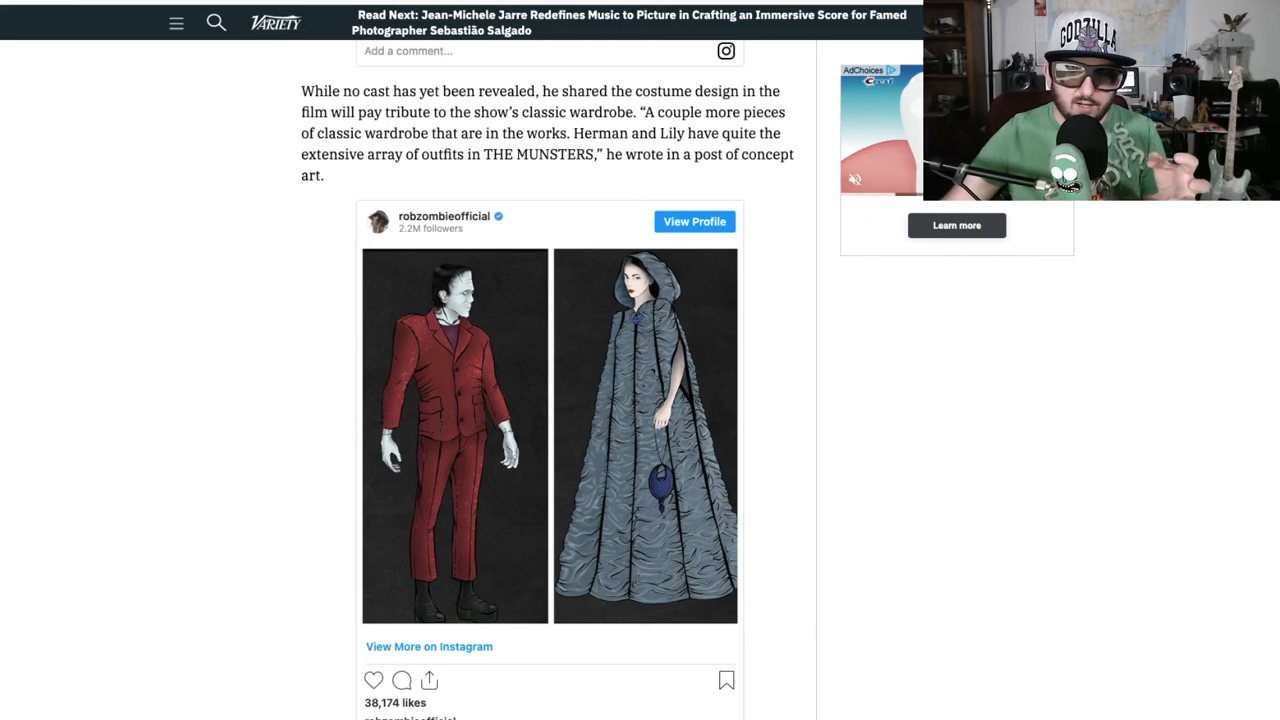 VARIETY
Read Next: Jean-Michele Jarre Redefines Music to Picture in Crafting an Immersive Score for Famed
Photographer Sebastião Salgado
Add a comment...
While no cast has yet been revealed, he shared the costume design in the
film will pay tribute to the show's classic wardrobe. “A couple more pieces
of classic wardrobe that are in the works. Herman and Lily have quite the
extensive array of outfits in THE MUNSTERS,” he wrote in a post of concept
art.
robzombieofficial
2.2M followers
View Profile
View More on Instagram
38,174 likes
robzombieofficial
AdChoices
Crest
Learn more
GODZILLA